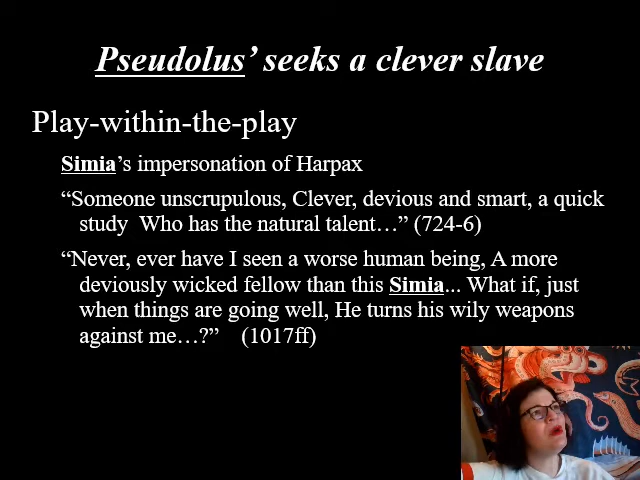 Pseudolus’ seeks a clever slave
Play-within-the-play
Simia’s impersonation of Harpax
“Someone unscrupulous, Clever, devious and smart, a quick
study  Who has the natural talent…” (724-6)
“Never, ever have I seen a worse human being, A more
deviously wicked fellow than this Simia... What if, just
when things are going well, He turns his wily weapons
against me…?”    (1017ff)